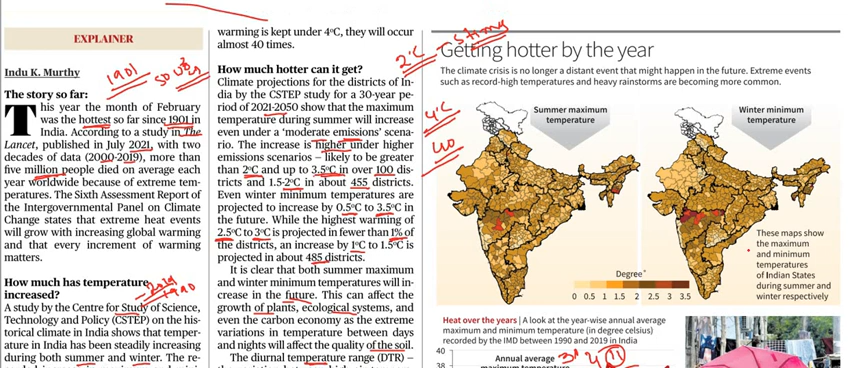 EXPLAINER
Indu K. Murthy
The story so far:
This year the month of February
was the hottest so far since 1901 in
India. According to a study in The
Lancet, published in July 2021, with two
decades of data (2000-2019), more than
five million people died on average each
year worldwide because of extreme tem-
peratures. The Sixth Assessment Report of
the Intergovernmental Panel on Climate
Change states that extreme heat events
will grow with increasing global warming
and that every increment of warming
matters.
How much has temperature
increased?
A study by the Centre for Study of Science,
Technology and Policy (CSTEP) on the his-
torical climate in India shows that temper-
ature in India has been steadily increasing
during both summer and winter. The re-
1901
warming is kept under 4°C, they will occur
almost 40 times.
How much hotter can it get?
Climate projections for the districts of In-
dia by the CSTEP study for a 30-year pe-
riod of 2021-2050 show that the maximum
temperature during summer will increase
even under a 'moderate emissions' scena-
rio. The increase is higher under higher
emissions scenarios – likely to be greater
than 2°C and up to 3.5°C in over 100 dis-
tricts and 1.5-2°C in about 455 districts.
Even winter minimum temperatures are
projected to increase by 0.5°C to 3.5°C in
the future. While the highest warming of
2.5°C to 3°C is projected in fewer than 1% of
the districts, an increase by 1°C to 1.5°C is
projected in about 485 districts.
It is clear that both summer maximum
and winter minimum temperatures will in-
crease in the future. This can affect the
growth of plants, ecological systems, and
even the carbon economy as the extreme
variations in temperature between days
and nights will affect the quality of the soil.
The diurnal temperature range (DTR) –
2°C
4°C
40
Getting hotter by the year
The climate crisis is no longer a distant event that might happen in the future. Extreme events
such as record-high temperatures and heavy rainstorms are becoming more common.
Summer maximum
temperature
Winter minimum
temperature
These maps show
the maximum
and minimum
temperatures
of Indian States
during summer and
winter respectively
Degree°
0 0.5 1 1.5 2 2.5 3 3.5
Heat over the years | A look at the year-wise annual average
maximum and minimum temperature (in degree celsius)
recorded by the IMD between 1990 and 2019 in India
40
38
Annual average
maximum temperature